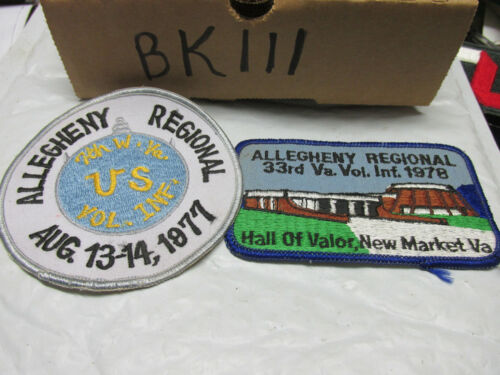 BK111
ALLEGHENY REGIONAL
7th W. Va.
US
VOL. INF.
AUG. 13-14, 1977
ALLEGHENY REGIONAL
33rd Va. Vol. Inf. 1978
Hall Of Valor, New Market Va